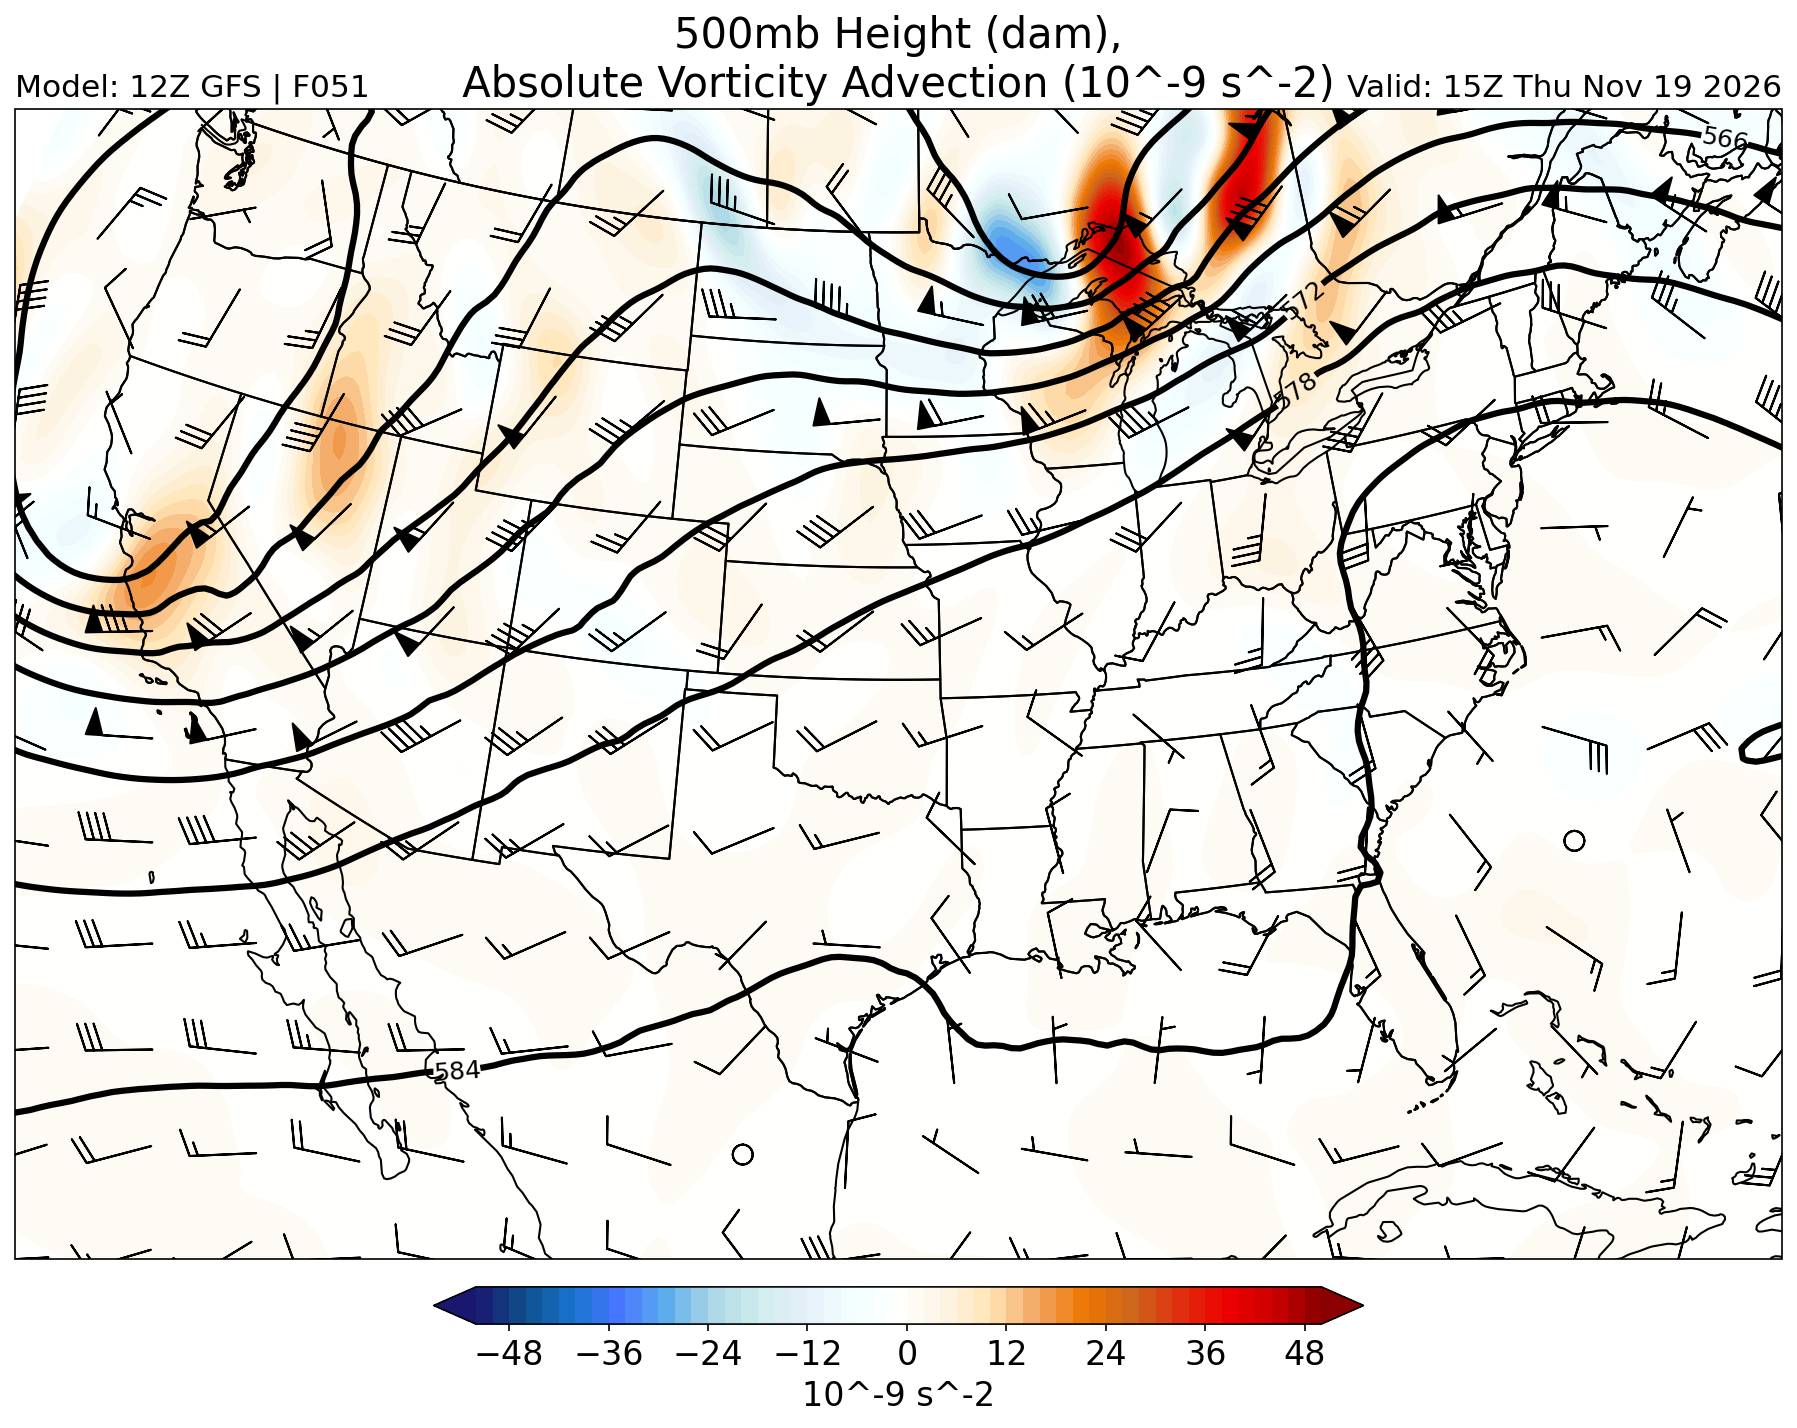 500mb Height (dam),
Model: 12Z GFS | F051
Absolute Vorticity Advection (10^-9 s^-2)
Valid: 15Z Thu Nov 19 2026
566
572
578
584
−48 −36 −24 −12 0 12 24 36 48
10^-9 s^-2